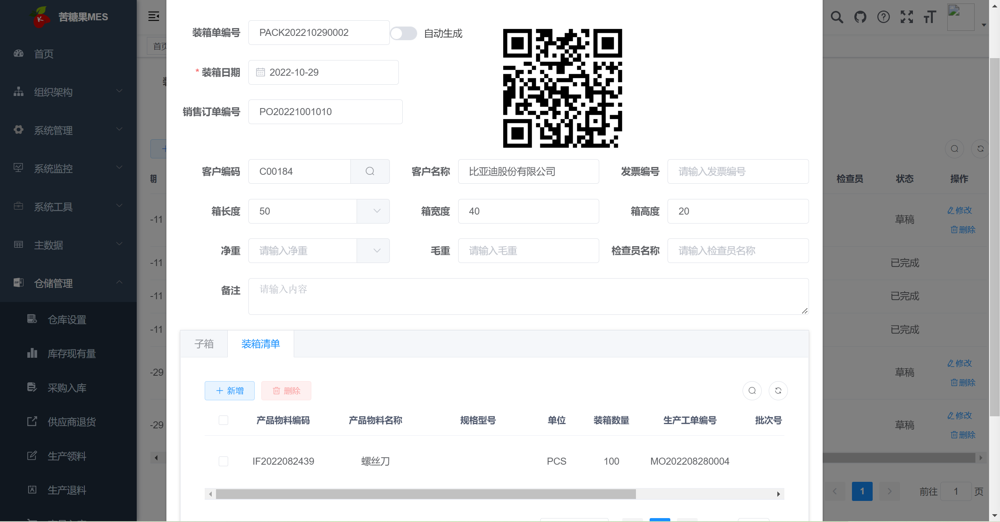 苦糖果MES
首页
组织架构
系统管理
系统监控
系统工具
主数据
仓储管理
仓库设置
库存现有量
采购入库
供应商退货
生产领料
生产退料
首页
装箱单编号 PACK202210290002 自动生成
* 装箱日期 2022-10-29
销售订单编号 PO20221001010
客户编码 C00184 客户名称 比亚迪股份有限公司 发票编号 请输入发票编号
箱长度 50 箱宽度 40 箱高度 20
净重 请输入净重 毛重 请输入毛重 检查员名称 请输入检查员名称
备注 请输入内容
子箱 装箱清单
+ 新增 删除
产品物料编码 产品物料名称 规格型号 单位 装箱数量 生产工单编号 批次号
IF2022082439 螺丝刀 PCS 100 MO202208280004
期 检查员 状态 操作
-11 草稿 修改
删除
-11 已完成
-11 已完成
-11 已完成
-29 草稿 修改
删除
-29 草稿 修改
删除
1 前往 1 页